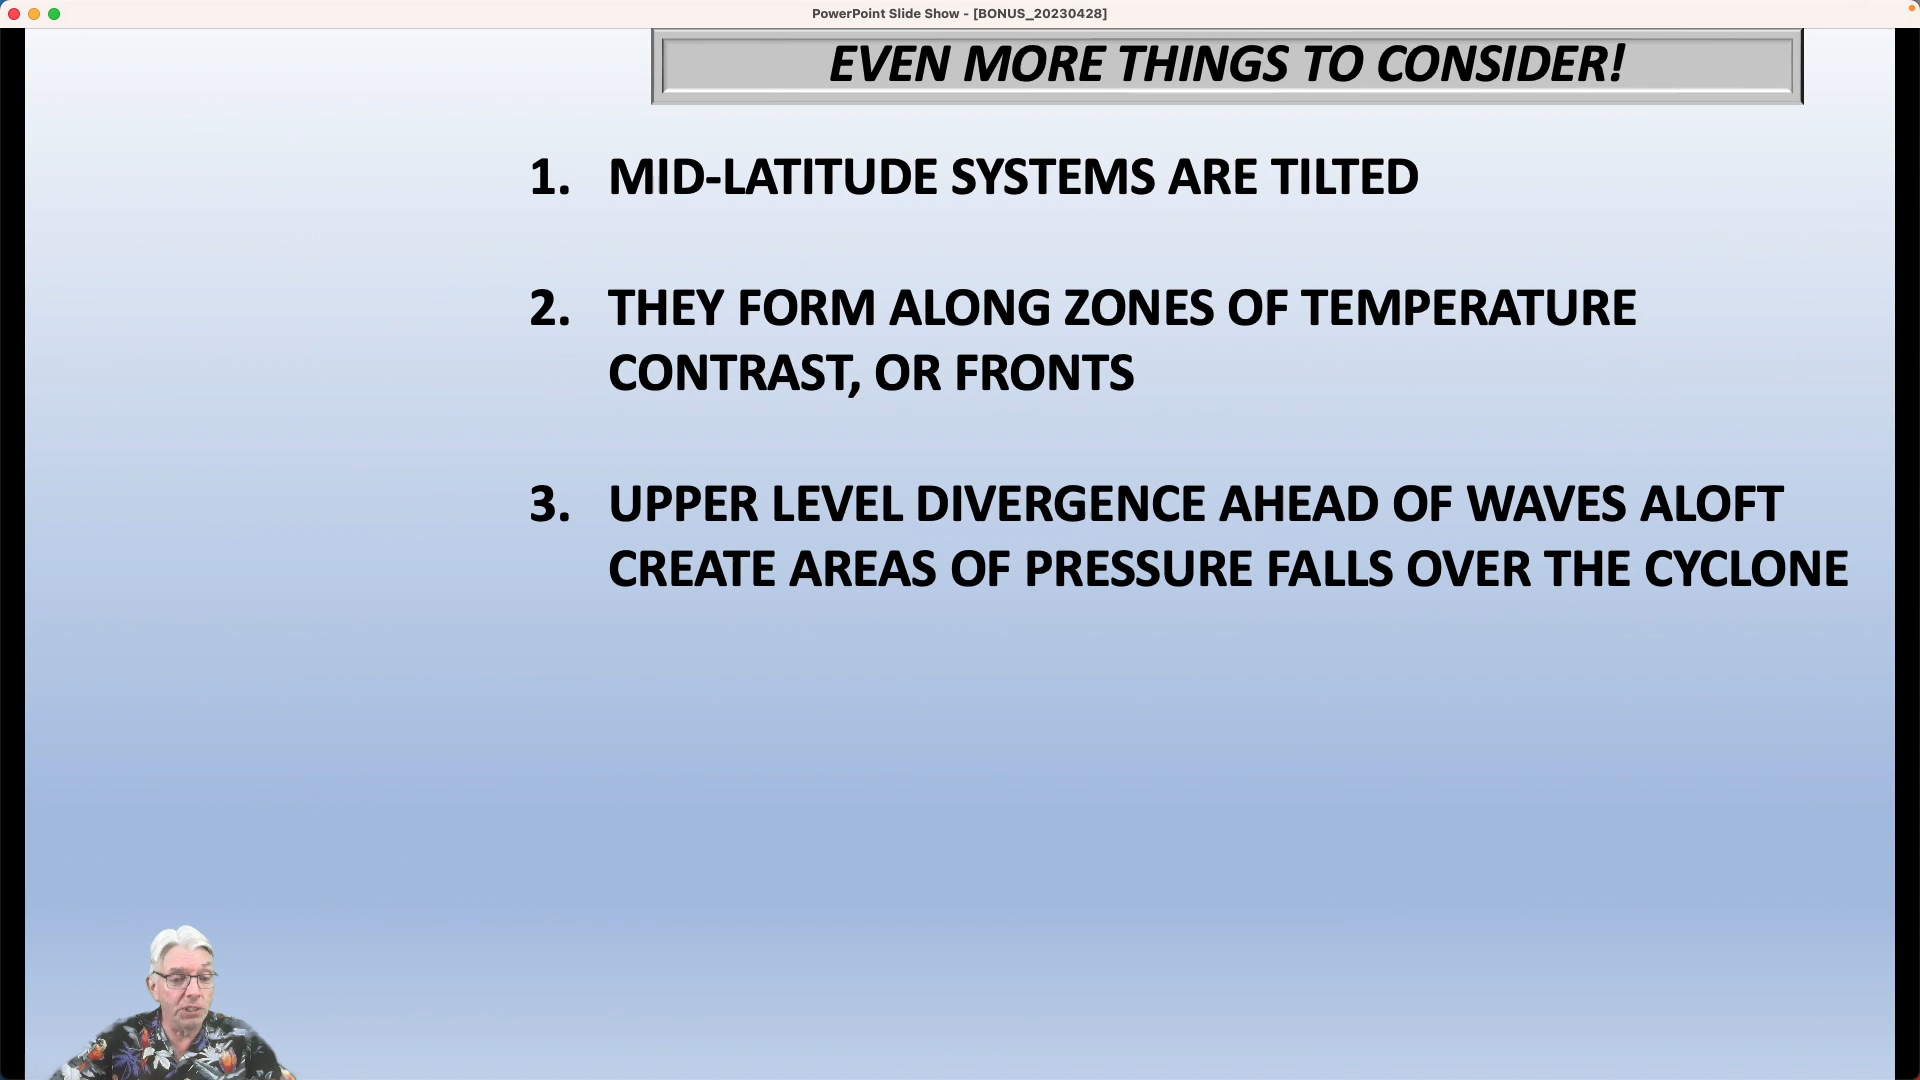 PowerPoint Slide Show - [BONUS_20230428]
EVEN MORE THINGS TO CONSIDER!
1. MID-LATITUDE SYSTEMS ARE TILTED
2. THEY FORM ALONG ZONES OF TEMPERATURE
CONTRAST, OR FRONTS
3. UPPER LEVEL DIVERGENCE AHEAD OF WAVES ALOFT
CREATE AREAS OF PRESSURE FALLS OVER THE CYCLONE